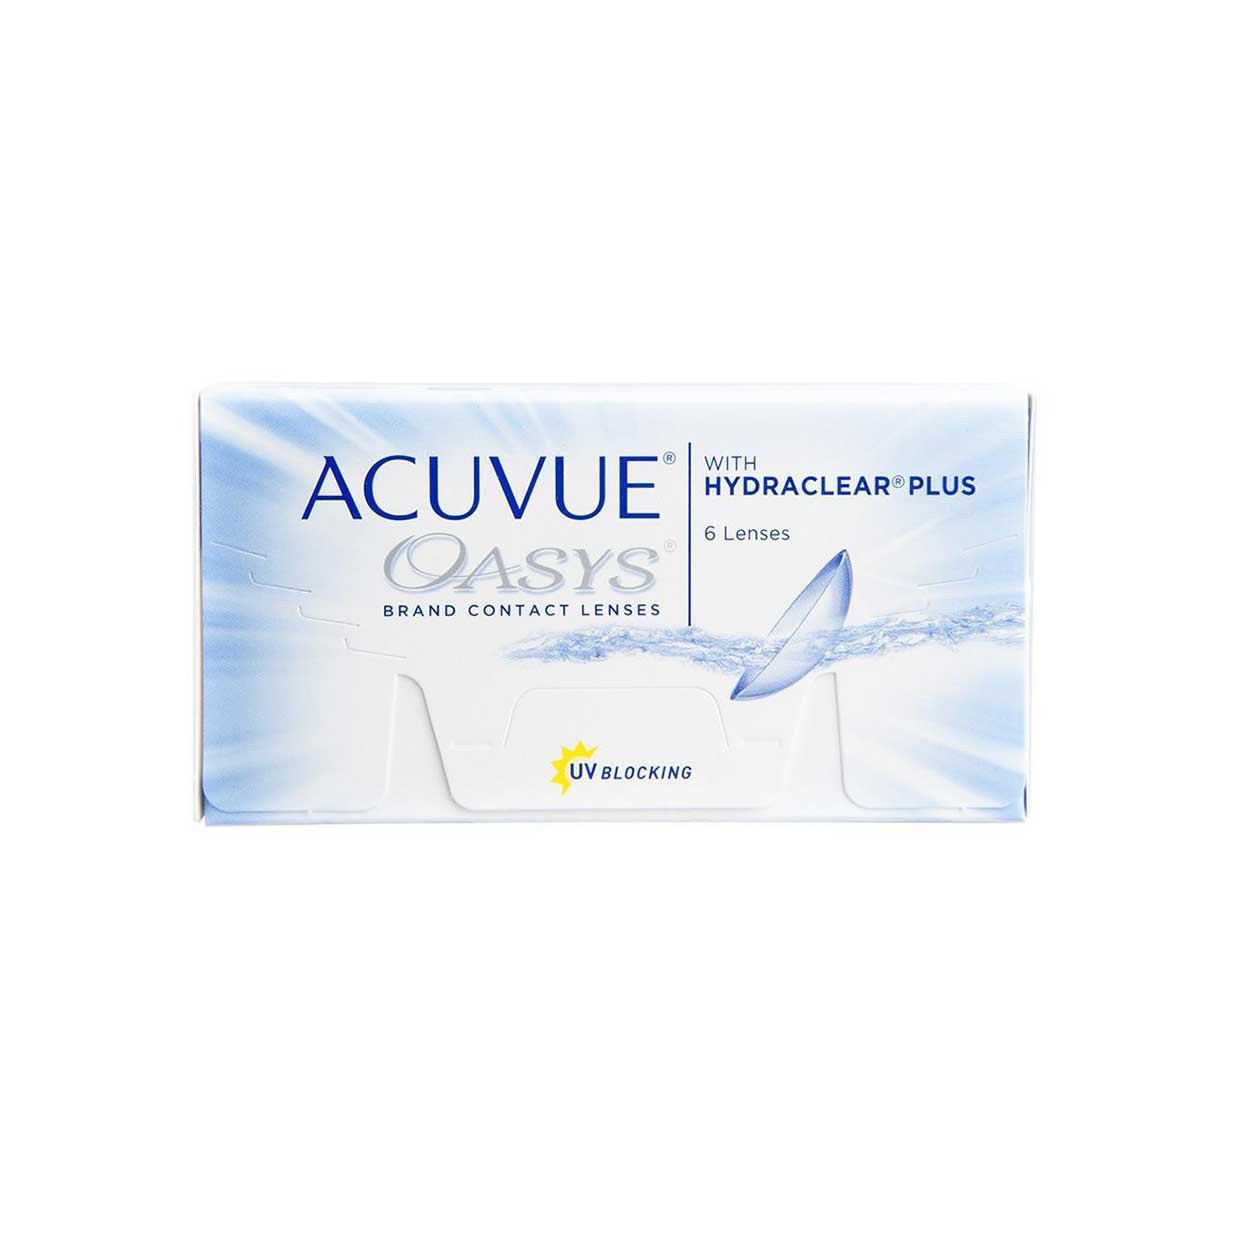 ACUVUE®
OASYS®
BRAND CONTACT LENSES
WITH
HYDRACLEAR® PLUS
6 Lenses
UV BLOCKING